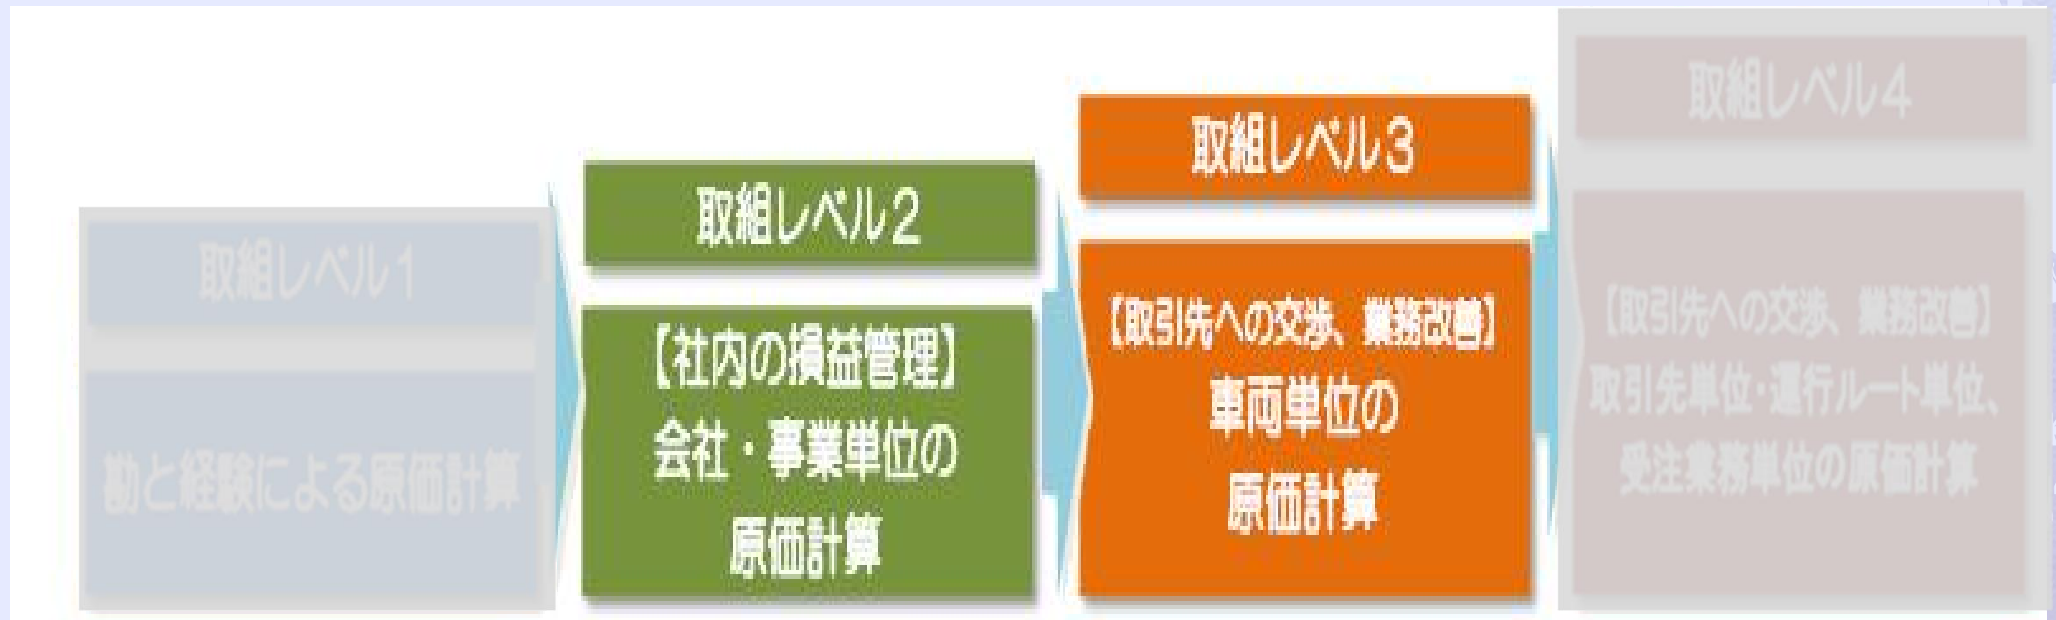 取組レベル1
勘と経験による原価計算
取組レベル2
【社内の損益管理】
会社・事業単位の
原価計算
取組レベル3
【取引先への交渉、業務改善】
車両単位の
原価計算
取組レベル4
【取引先への交渉、業務改善】
取引先単位・運行ルート単位、
受注業務単位の原価計算